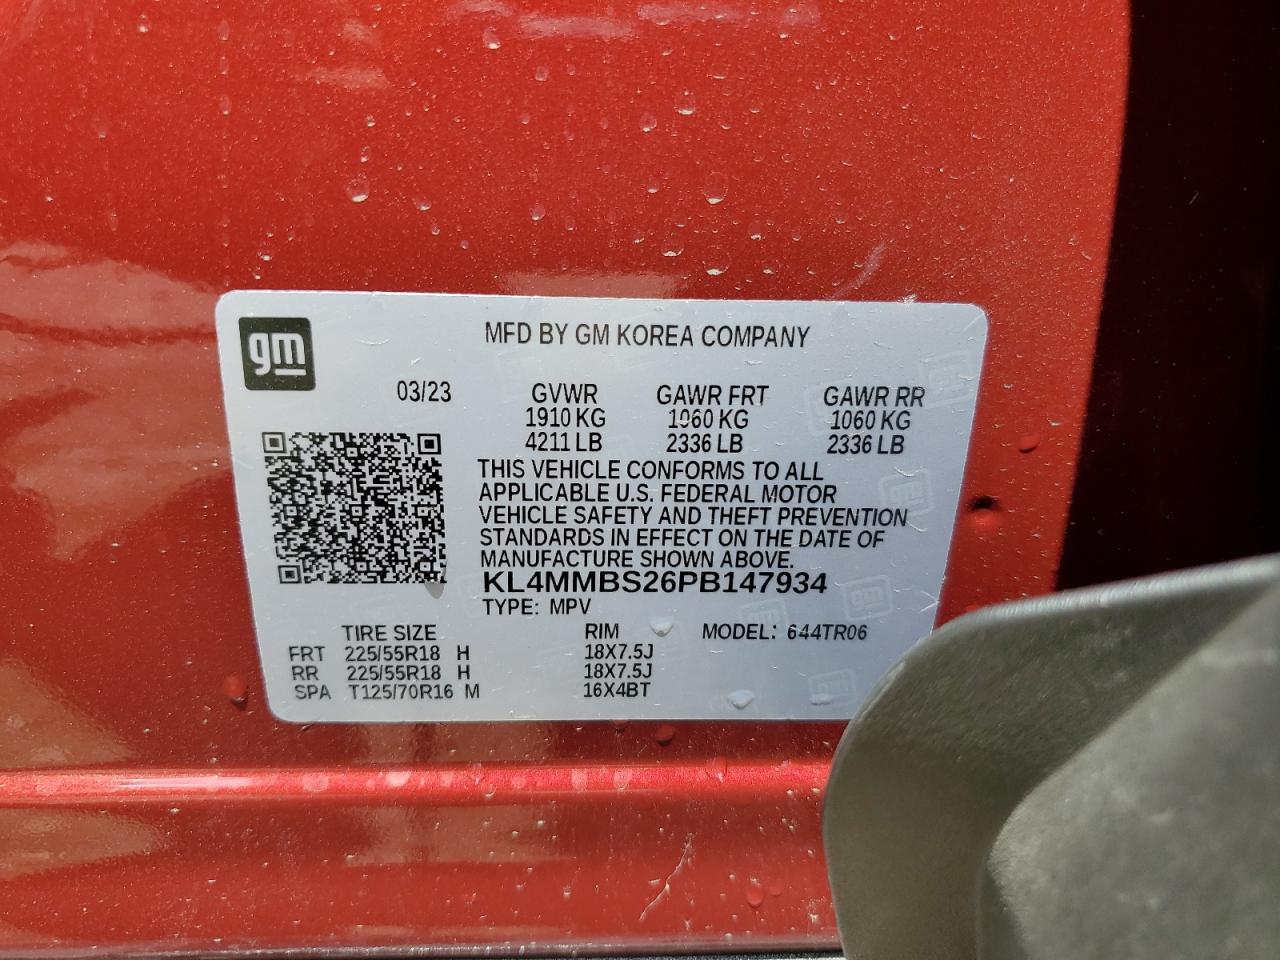 gm
MFD BY GM KOREA COMPANY
03/23 GVWR GAWR FRT GAWR RR
1910 KG 1060 KG 1060 KG
4211 LB 2336 LB 2336 LB
THIS VEHICLE CONFORMS TO ALL
APPLICABLE U.S. FEDERAL MOTOR
VEHICLE SAFETY AND THEFT PREVENTION
STANDARDS IN EFFECT ON THE DATE OF
MANUFACTURE SHOWN ABOVE.
KL4MMBS26PB147934
TYPE: MPV
TIRE SIZE RIM MODEL: 644TR06
FRT 225/55R18 H 18X7.5J
RR 225/55R18 H 18X7.5J
SPA T125/70R16 M 16X4BT